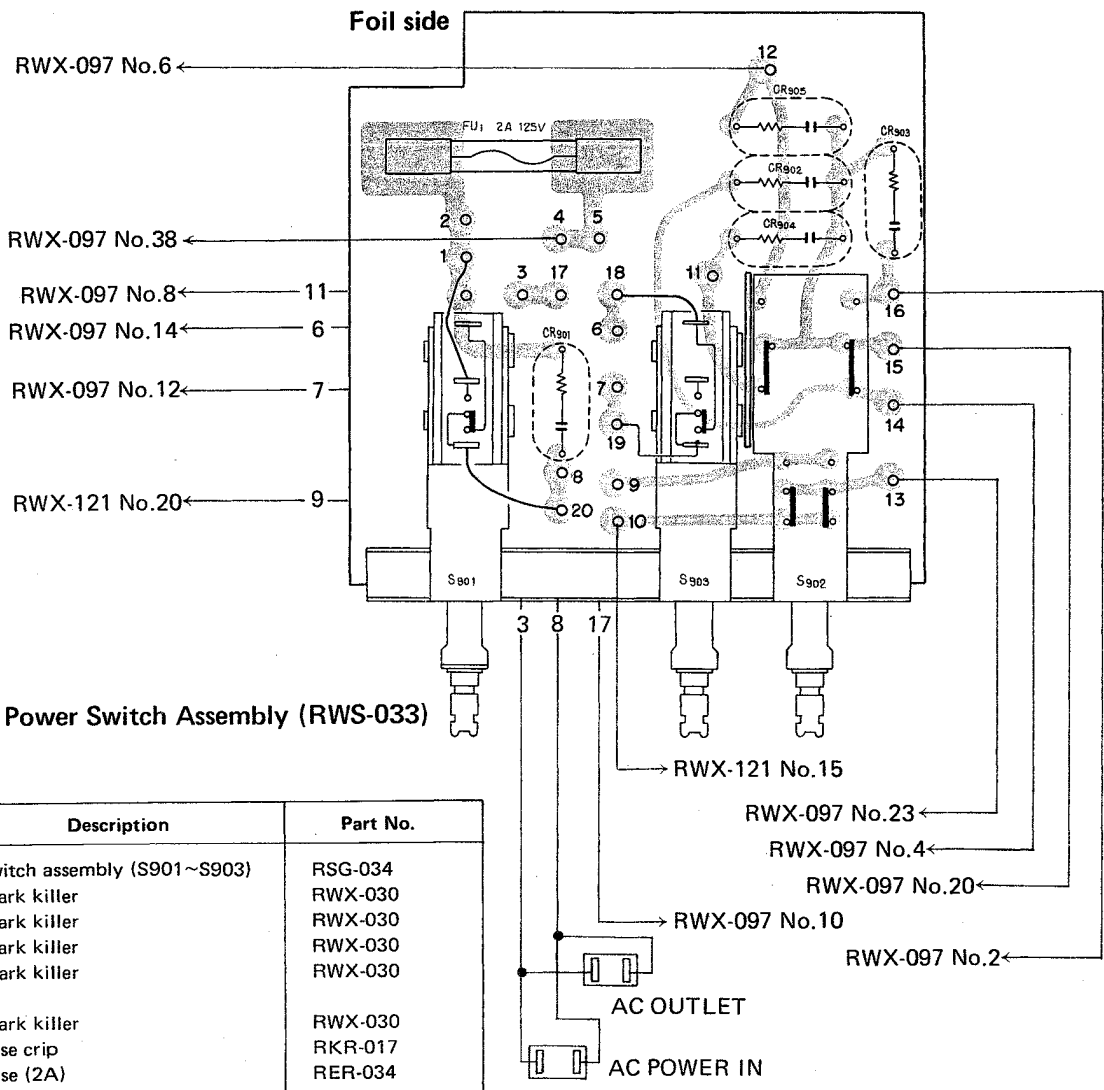 Foil side
RWX-097 No.6
12
CR905
FU1 2A 125V
CR903
CR902
2
4
5
CR904
RWX-097 No.38
1
11
RWX-097 No.8
11
3
17
18
16
RWX-097 No.14
6
6
CR901
15
RWX-097 No.12
7
7
14
19
8
9
13
RWX-121 No.20
9
20
10
S901
S903
S902
3
8
17
Power Switch Assembly (RWS-033)
RWX-121 No.15
RWX-097 No.23
RWX-097 No.4
RWX-097 No.20
RWX-097 No.10
RWX-097 No.2
AC OUTLET
AC POWER IN
Description Part No.
witch assembly (S901~S903) RSG-034
ark killer RWX-030
ark killer RWX-030
ark killer RWX-030
ark killer RWX-030
ark killer RWX-030
se crip RKR-017
se (2A) RER-034